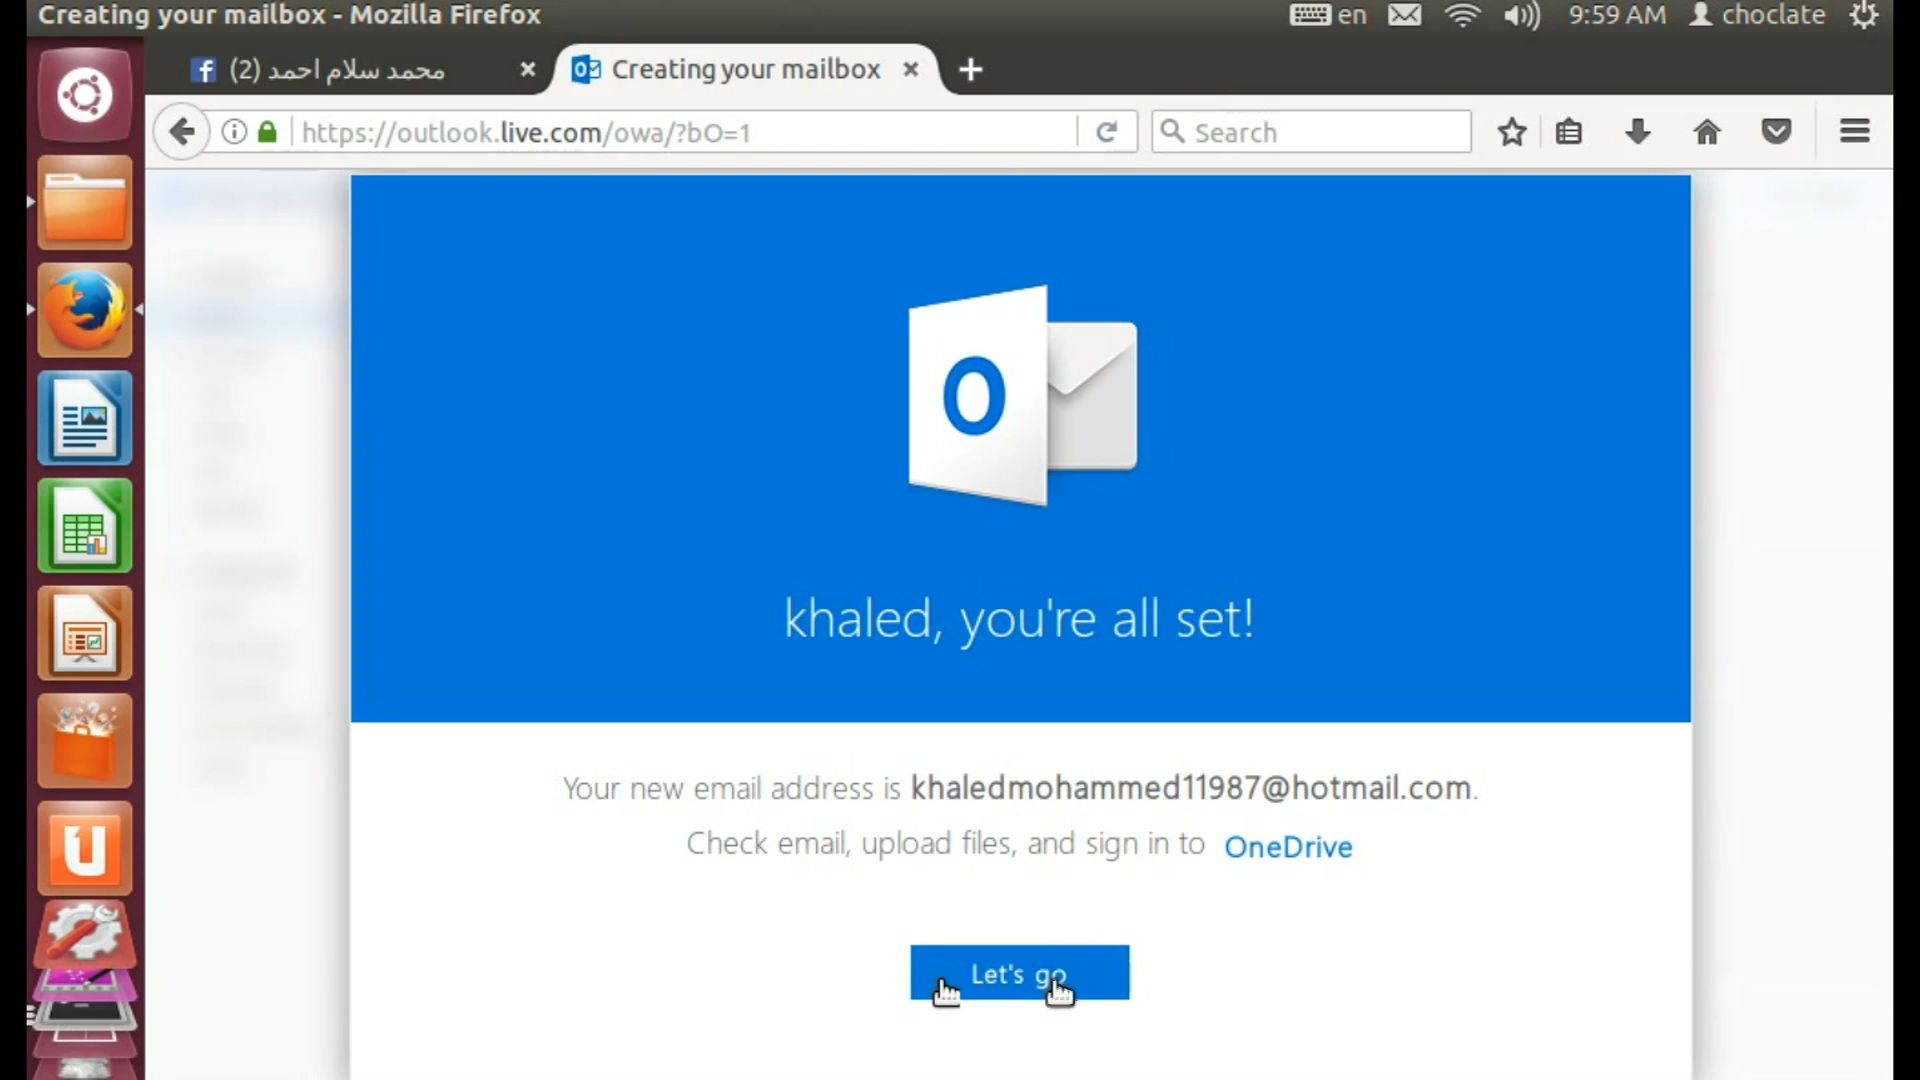 Creating your mailbox - Mozilla Firefox
en
9:59 AM
choclate
(2) محمد سلام احمد
Creating your mailbox
https://outlook.live.com/owa/?bO=1
Search
O
khaled, you're all set!
Your new email address is khaledmohammed11987@hotmail.com.
Check email, upload files, and sign in to OneDrive
Let's go